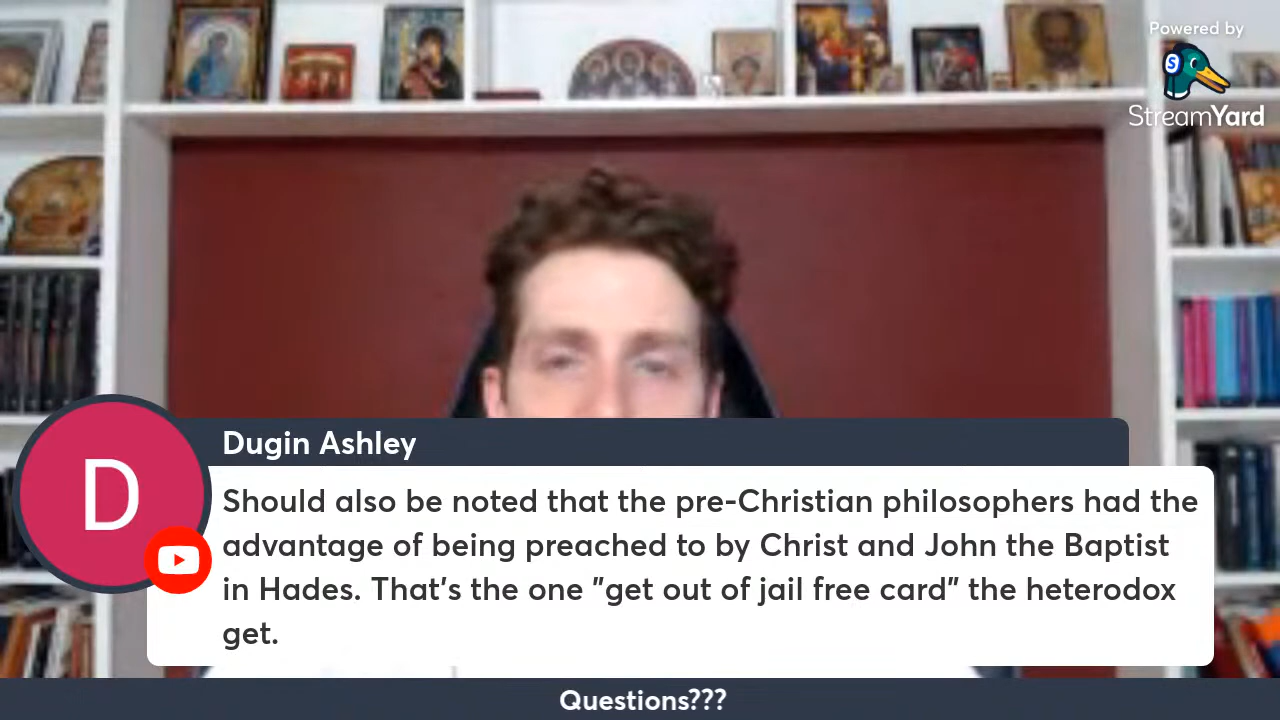 Powered by
S
StreamYard
Dugin Ashley
D
Should also be noted that the pre-Christian philosophers had the
advantage of being preached to by Christ and John the Baptist
in Hades. That's the one "get out of jail free card" the heterodox
get.
Questions???